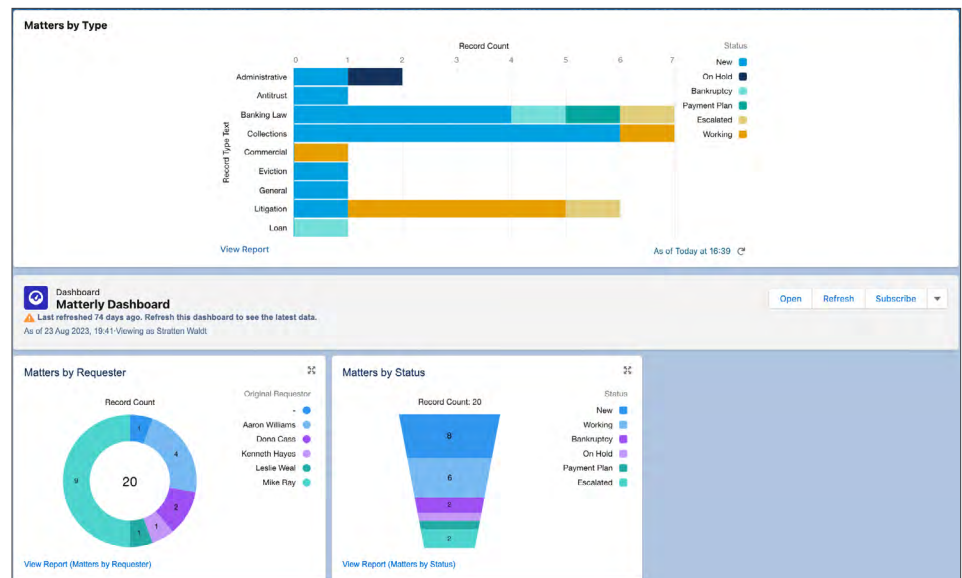 Matters by Type
Record Count
Status
0 1 2 3 4 5 6 7
New
On Hold
Bankruptcy
Payment Plan
Escalated
Working
Record Type Text
Administrative
Antitrust
Banking Law
Collections
Commercial
Eviction
General
Litigation
Loan
View Report
As of Today at 16:39
Dashboard
Matterly Dashboard
Last refreshed 74 days ago. Refresh this dashboard to see the latest data.
As of 23 Aug 2023, 19:41·Viewing as Stratten Waldt
Open Refresh Subscribe
Matters by Requester
Record Count
Original Requestor
-
Aaron Williams
Dona Cass
Kenneth Hayes
Leslie Weal
Mike Ray
1
4
2
1
1
9
20
View Report (Matters by Requester)
Matters by Status
Record Count: 20
Status
New
Working
Bankruptcy
On Hold
Payment Plan
Escalated
8
6
2
2
View Report (Matters by Status)